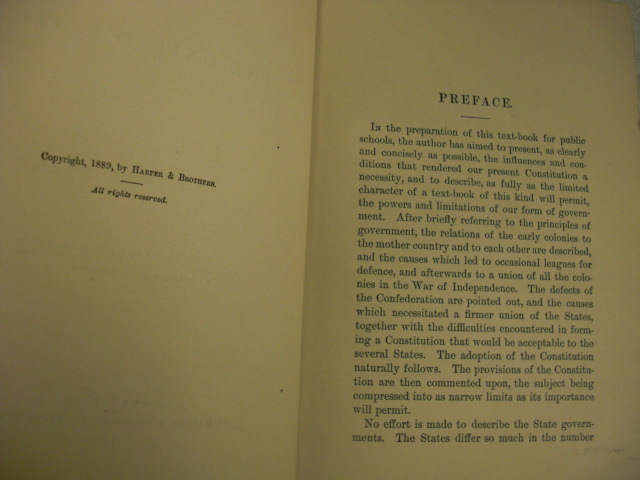 Copyright, 1889, by HARPER & BROTHERS.
All rights reserved.
PREFACE.
IN the preparation of this text-book for public
schools, the author has aimed to present, as clearly
and concisely as possible, the influences and con-
ditions that rendered our present Constitution a
necessity, and to describe, as fully as the limited
character of a text-book of this kind will permit,
the powers and limitations of our form of govern-
ment. After briefly referring to the principles of
government, the relations of the early colonies to
the mother country and to each other are described,
and the causes which led to occasional leagues for
defence, and afterwards to a union of all the colo-
nies in the War of Independence. The defects of
the Confederation are pointed out, and the causes
which necessitated a firmer union of the States,
together with the difficulties encountered in form-
ing a Constitution that would be acceptable to the
several States. The adoption of the Constitution
naturally follows. The provisions of the Constitu-
tion are then commented upon, the subject being
compressed into as narrow limits as its importance
will permit.
No effort is made to describe the State govern-
ments. The States differ so much in the number